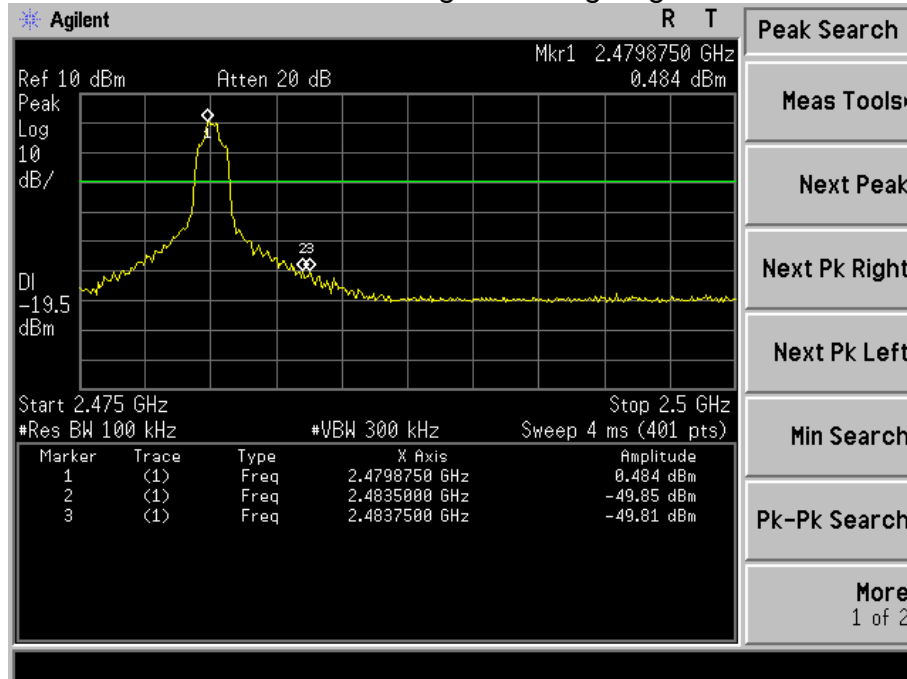 Agilent
R T
Peak Search
Mkr1 2.4798750 GHz
Ref 10 dBm Atten 20 dB 0.484 dBm
Peak
Log
10
dB/
1
23
DI
-19.5
dBm
Start 2.475 GHz Stop 2.5 GHz
#Res BW 100 kHz #VBW 300 kHz Sweep 4 ms (401 pts)
Marker Trace Type X Axis Amplitude
1 (1) Freq 2.4798750 GHz 0.484 dBm
2 (1) Freq 2.4835000 GHz -49.85 dBm
3 (1) Freq 2.4837500 GHz -49.81 dBm
Meas Tools
Next Peak
Next Pk Right
Next Pk Left
Min Search
Pk-Pk Search
More
1 of 2